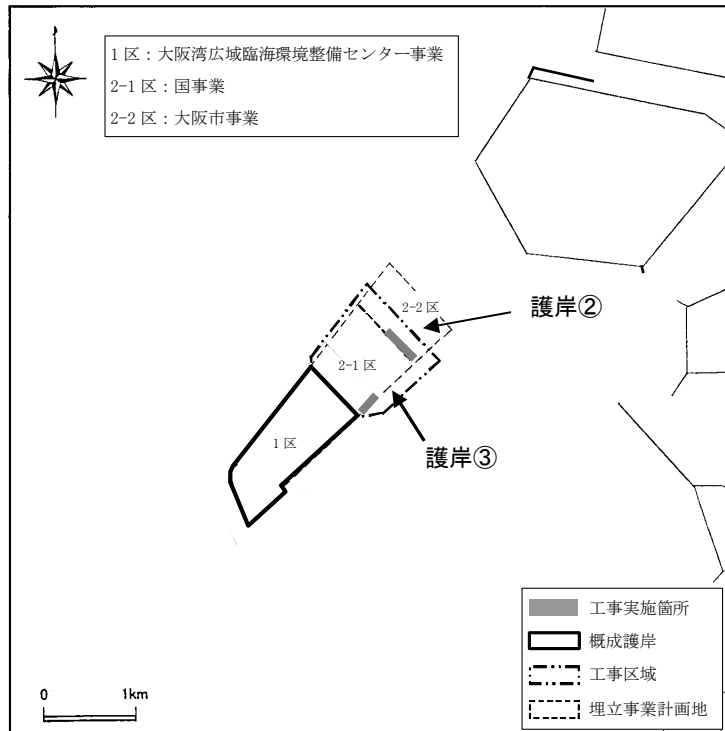 1 区：大阪湾広域臨海環境整備センター事業
2-1 区：国事業
2-2 区：大阪市事業
2-2 区
護岸②
2-1 区
護岸③
1 区
工事実施箇所
概成護岸
工事区域
埋立事業計画地
0 1km